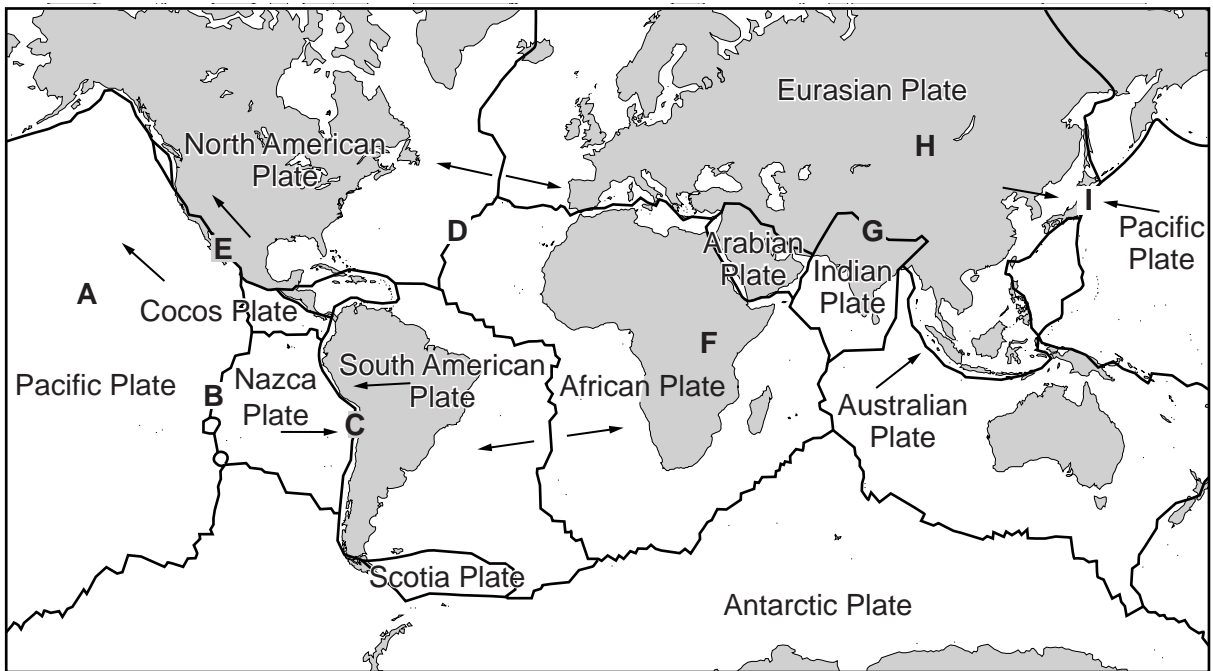 Eurasian Plate
H
North American
Plate
I
Pacific
Plate
D
G
E
Arabian
Plate
Indian
Plate
A
Cocos Plate
F
South American
Plate
African Plate
Pacific Plate
B
Nazca
Plate
C
Australian
Plate
Scotia Plate
Antarctic Plate